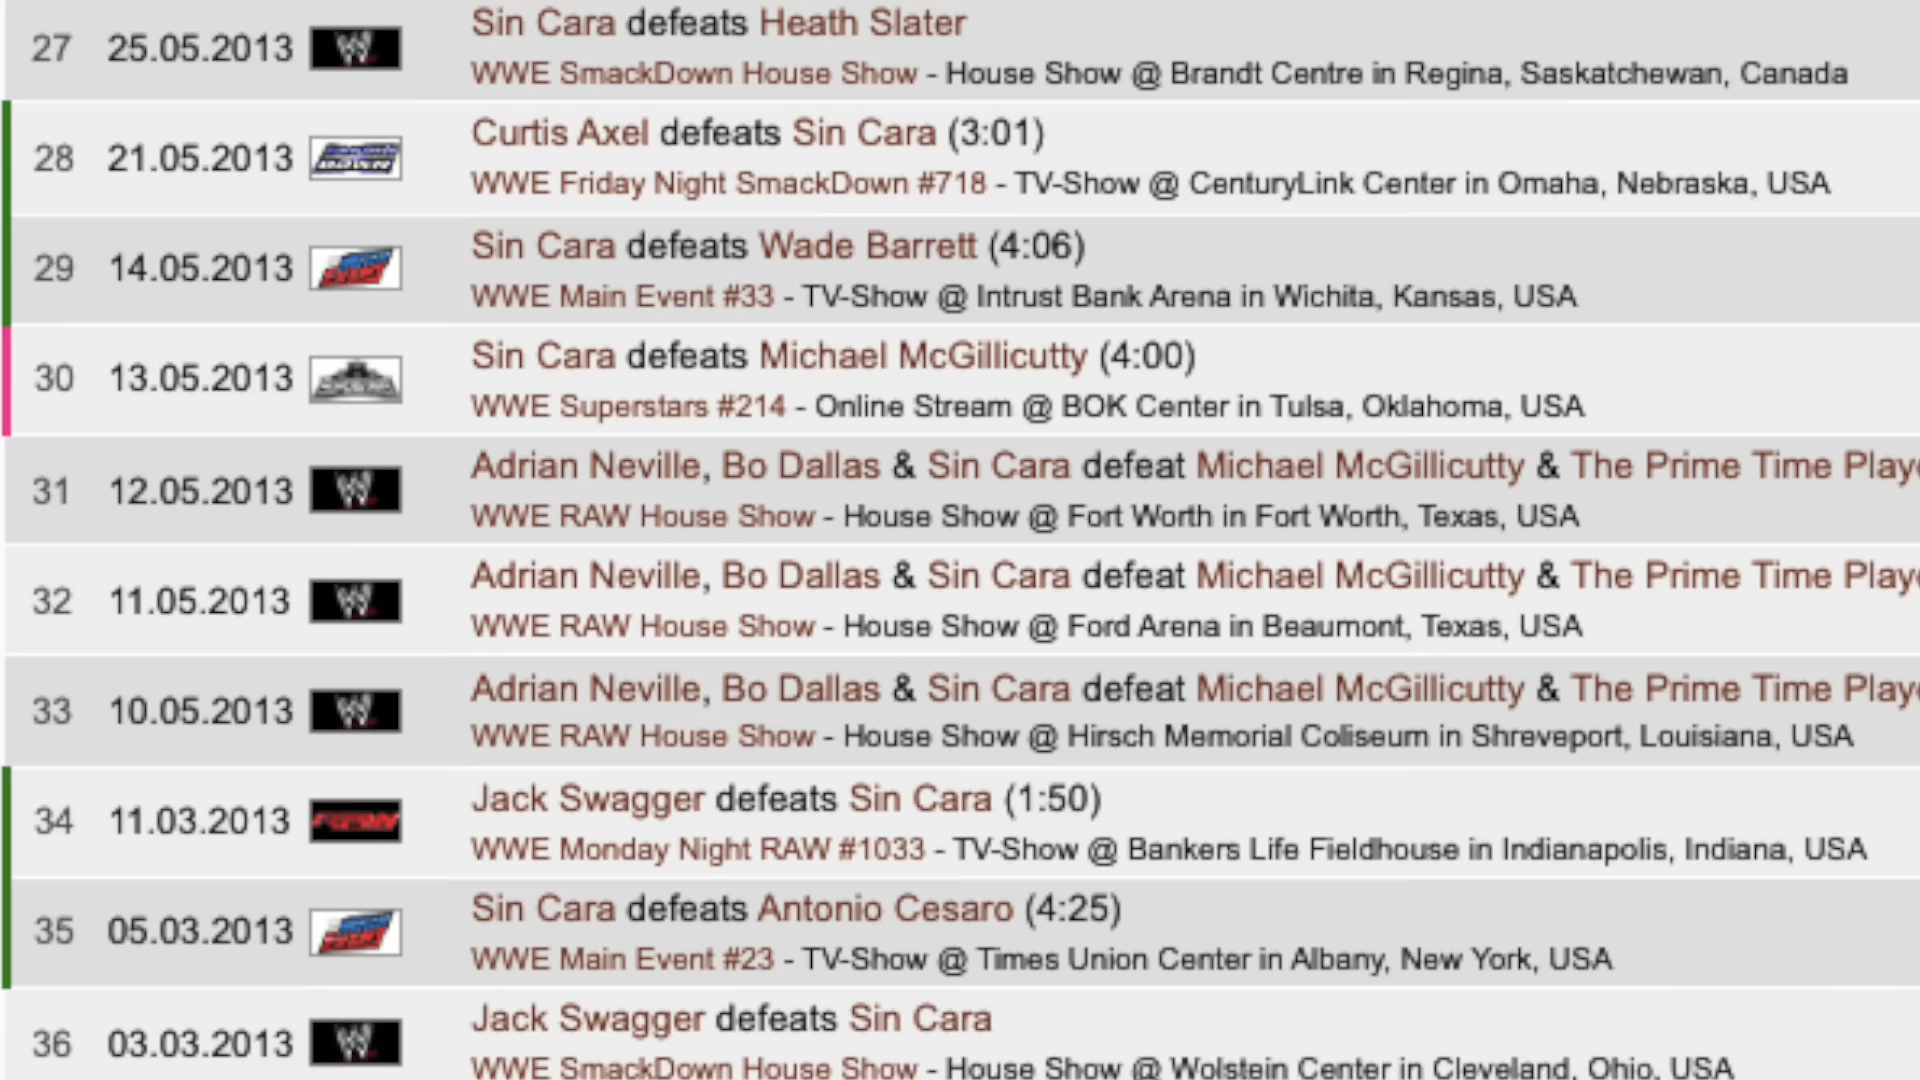 27 25.05.2013 Sin Cara defeats Heath Slater
WWE SmackDown House Show - House Show @ Brandt Centre in Regina, Saskatchewan, Canada
28 21.05.2013 Curtis Axel defeats Sin Cara (3:01)
WWE Friday Night SmackDown #718 - TV-Show @ CenturyLink Center in Omaha, Nebraska, USA
29 14.05.2013 Sin Cara defeats Wade Barrett (4:06)
WWE Main Event #33 - TV-Show @ Intrust Bank Arena in Wichita, Kansas, USA
30 13.05.2013 Sin Cara defeats Michael McGillicutty (4:00)
WWE Superstars #214 - Online Stream @ BOK Center in Tulsa, Oklahoma, USA
31 12.05.2013 Adrian Neville, Bo Dallas & Sin Cara defeat Michael McGillicutty & The Prime Time Playe
WWE RAW House Show - House Show @ Fort Worth in Fort Worth, Texas, USA
32 11.05.2013 Adrian Neville, Bo Dallas & Sin Cara defeat Michael McGillicutty & The Prime Time Playe
WWE RAW House Show - House Show @ Ford Arena in Beaumont, Texas, USA
33 10.05.2013 Adrian Neville, Bo Dallas & Sin Cara defeat Michael McGillicutty & The Prime Time Playe
WWE RAW House Show - House Show @ Hirsch Memorial Coliseum in Shreveport, Louisiana, USA
34 11.03.2013 Jack Swagger defeats Sin Cara (1:50)
WWE Monday Night RAW #1033 - TV-Show @ Bankers Life Fieldhouse in Indianapolis, Indiana, USA
35 05.03.2013 Sin Cara defeats Antonio Cesaro (4:25)
WWE Main Event #23 - TV-Show @ Times Union Center in Albany, New York, USA
36 03.03.2013 Jack Swagger defeats Sin Cara
WWE SmackDown House Show - House Show @ Wolstein Center in Cleveland, Ohio, USA